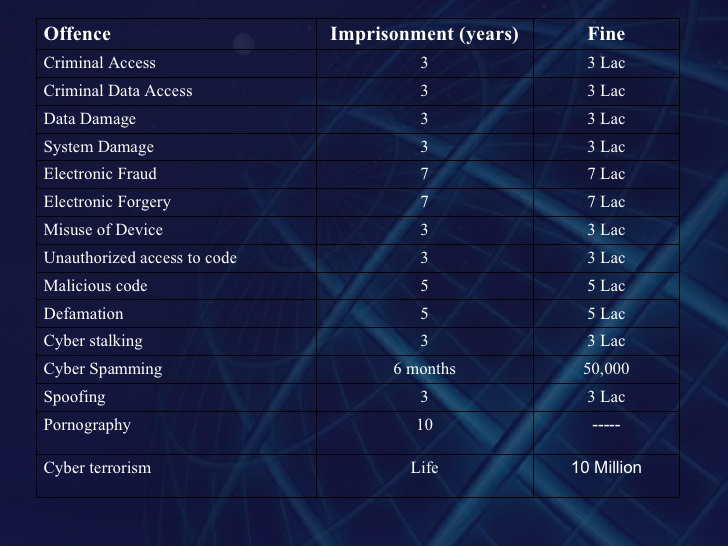 Offence Imprisonment (years) Fine
Criminal Access 3 3 Lac
Criminal Data Access 3 3 Lac
Data Damage 3 3 Lac
System Damage 3 3 Lac
Electronic Fraud 7 7 Lac
Electronic Forgery 7 7 Lac
Misuse of Device 3 3 Lac
Unauthorized access to code 3 3 Lac
Malicious code 5 5 Lac
Defamation 5 5 Lac
Cyber stalking 3 3 Lac
Cyber Spamming 6 months 50,000
Spoofing 3 3 Lac
Pornography 10 -----
Cyber terrorism Life 10 Million